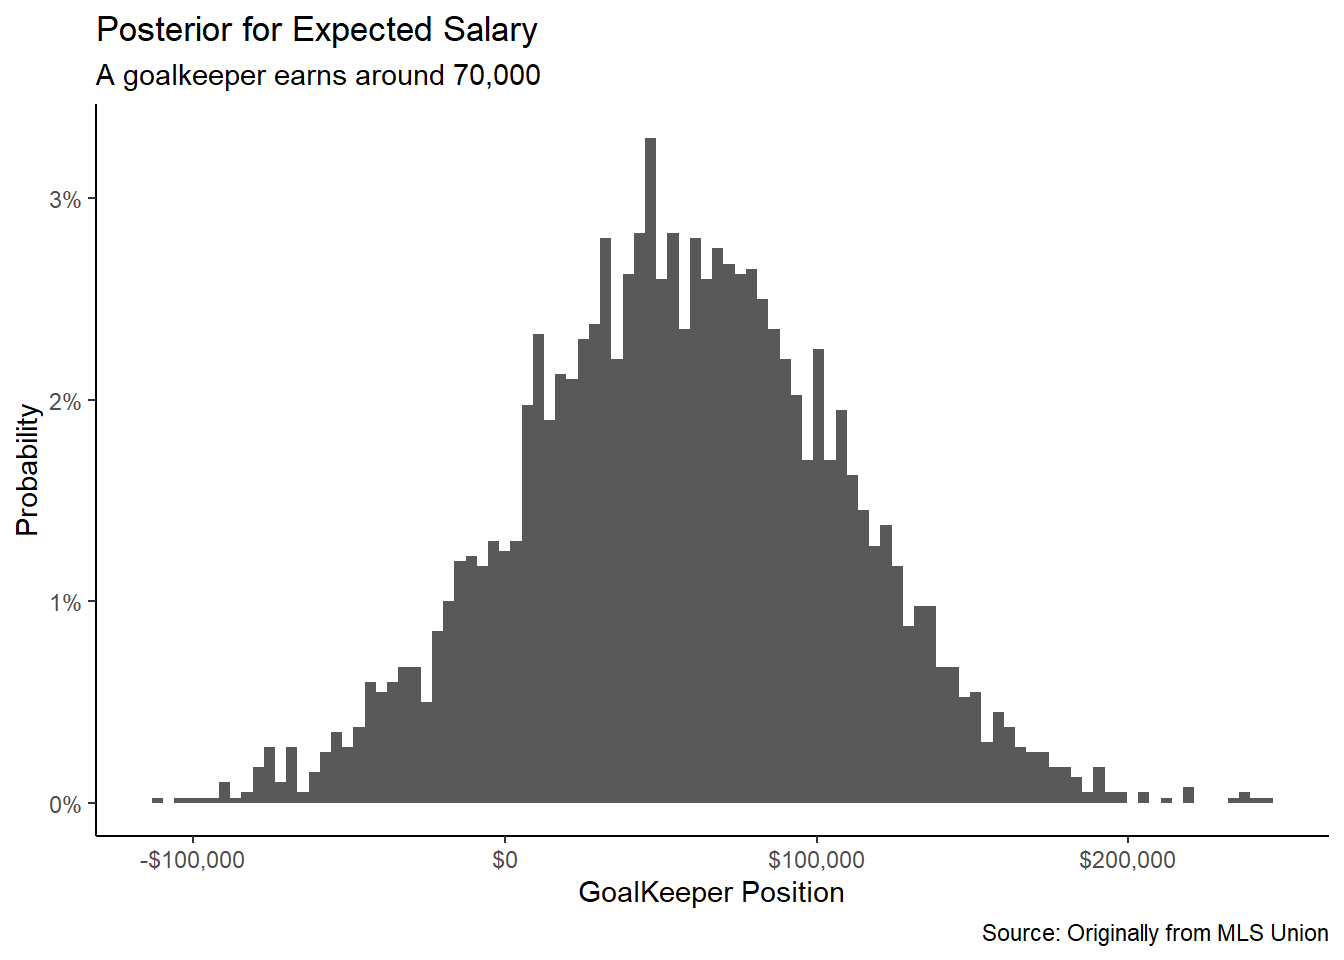 Posterior for Expected Salary
A goalkeeper earns around 70,000
3%
2%
1%
0%
Probability
-$100,000 $0 $100,000 $200,000
GoalKeeper Position
Source: Originally from MLS Union